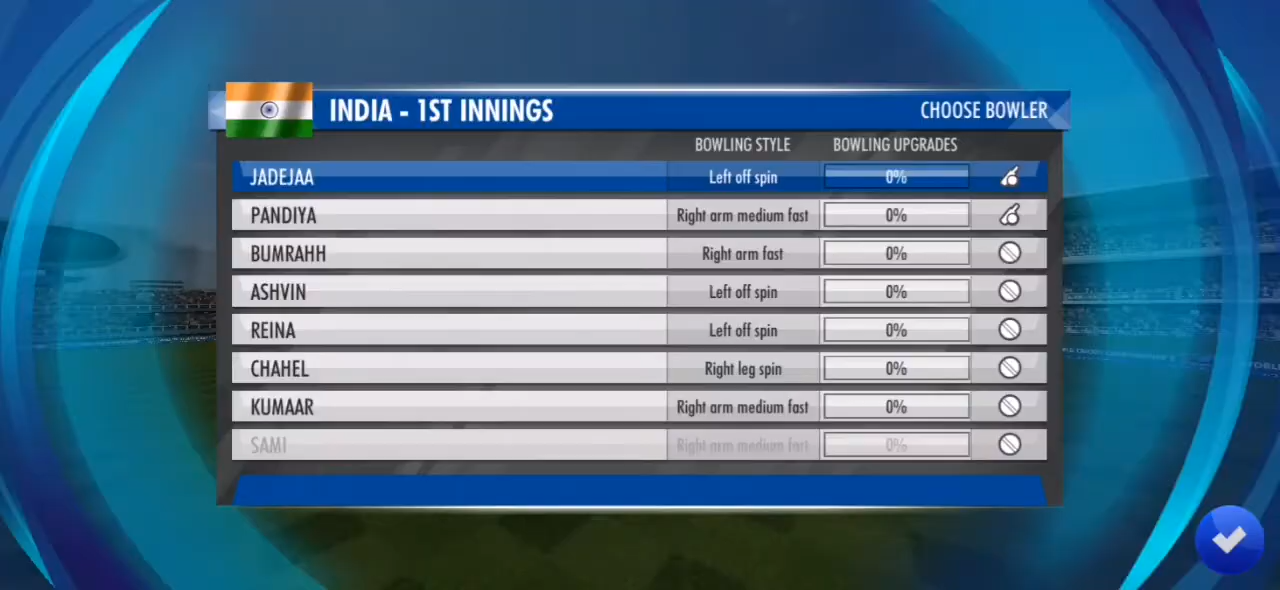 INDIA - 1ST INNINGS CHOOSE BOWLER
BOWLING STYLE BOWLING UPGRADES
JADEJAA Left off spin 0%
PANDIYA Right arm medium fast 0%
BUMRAHH Right arm fast 0%
ASHVIN Left off spin 0%
REINA Left off spin 0%
CHAHEL Right leg spin 0%
KUMAAR Right arm medium fast 0%
SAMI Right arm medium fast 0%